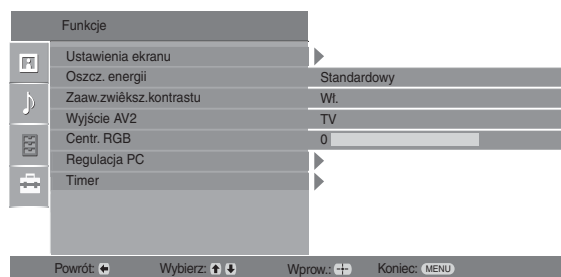 Funkcje
Ustawienia ekranu
Oszcz. energii Standardowy
Zaaw.zwiêksz.kontrastu Wł.
Wyjście AV2 TV
Centr. RGB 0
Regulacja PC
Timer
Powrót: Wybierz: Wprow.: Koniec: MENU